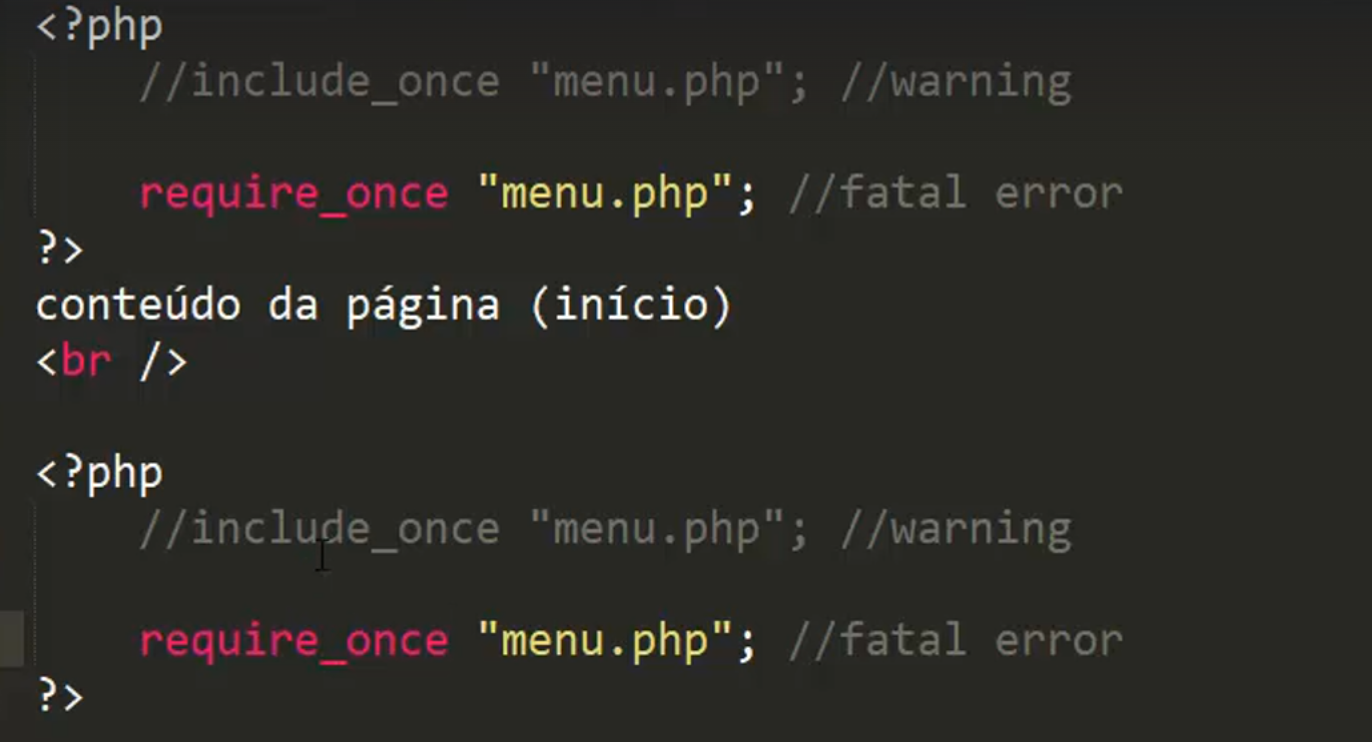 <?php
//include_once "menu.php"; //warning
require_once "menu.php"; //fatal error
?>
conteúdo da página (início)
<br />
<?php
//include_once "menu.php"; //warning
require_once "menu.php"; //fatal error
?>